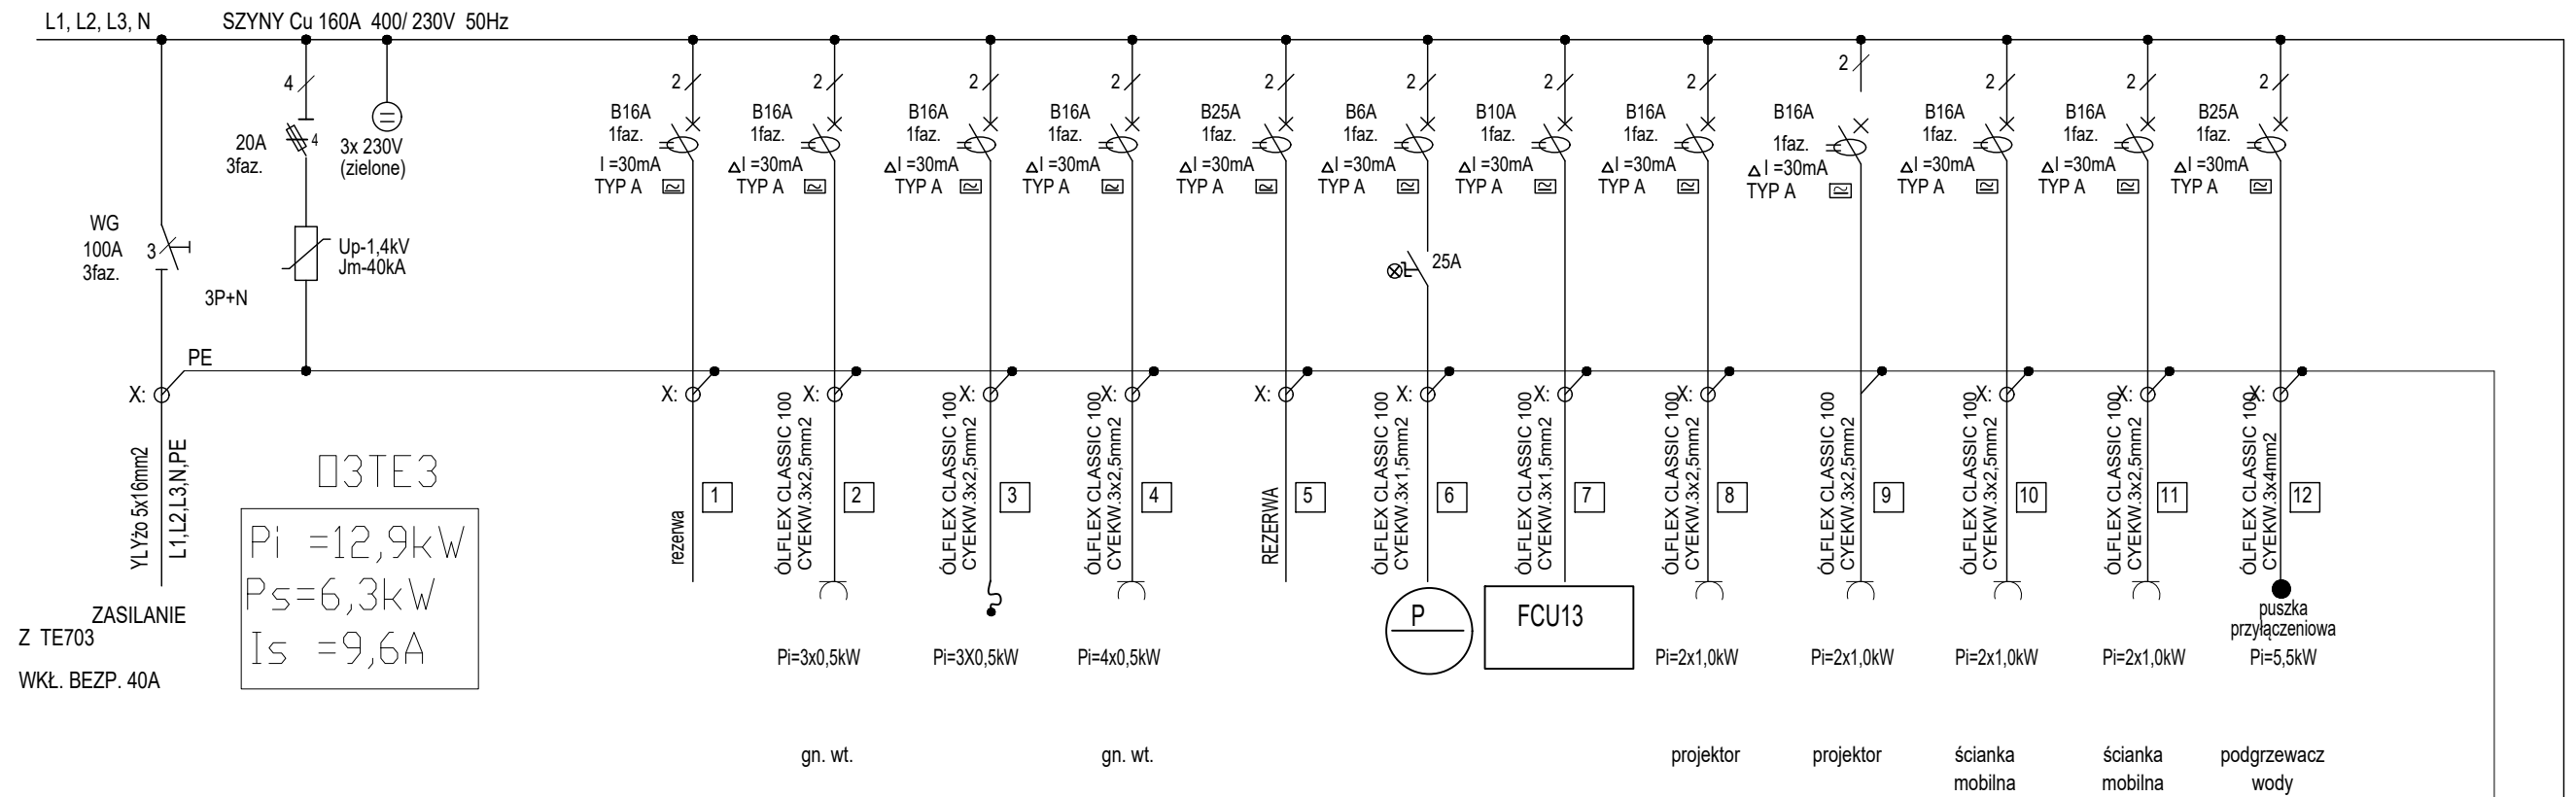 L1, L2, L3, N
SZYNY Cu 160A 400/ 230V 50Hz
4
20A
3faz.
4
3x 230V
(zielone)
WG
100A
3faz.
3
Up-1,4kV
Jm-40kA
3P+N
PE
X:
YLYżo 5x16mm2
L1,L2,L3,N,PE
ZASILANIE
Z TE703
WKŁ. BEZP. 40A
▯3TE3
Pi =12,9kW
Ps=6,3kW
Is =9,6A
2
B16A
1faz.
I =30mA
TYP A
X:
rezerwa
1
2
B16A
1faz.
ΔI =30mA
TYP A
X:
ÓLFLEX CLASSIC 100
CYEKW.3x2,5mm2
2
Pi=3x0,5kW
gn. wt.
2
B16A
1faz.
ΔI =30mA
TYP A
X:
ÓLFLEX CLASSIC 100
CYEKW.3x2,5mm2
3
Pi=3X0,5kW
2
B16A
1faz.
ΔI =30mA
TYP A
X:
ÓLFLEX CLASSIC 100
CYEKW.3x2,5mm2
4
Pi=4x0,5kW
gn. wt.
2
B25A
1faz.
ΔI =30mA
TYP A
X:
REZERWA
5
2
B6A
1faz.
ΔI =30mA
TYP A
25A
X:
ÓLFLEX CLASSIC 100
CYEKW.3x1,5mm2
6
P
2
B10A
1faz.
ΔI =30mA
TYP A
X:
ÓLFLEX CLASSIC 100
CYEKW.3x1,5mm2
7
FCU13
2
B16A
1faz.
ΔI =30mA
TYP A
X:
ÓLFLEX CLASSIC 100
CYEKW.3x2,5mm2
8
Pi=2x1,0kW
projektor
2
B16A
1faz.
ΔI =30mA
TYP A
ÓLFLEX CLASSIC 100
CYEKW.3x2,5mm2
9
Pi=2x1,0kW
projektor
2
B16A
1faz.
ΔI =30mA
TYP A
X:
ÓLFLEX CLASSIC 100
CYEKW.3x2,5mm2
10
Pi=2x1,0kW
ścianka
mobilna
2
B16A
1faz.
ΔI =30mA
TYP A
X:
ÓLFLEX CLASSIC 100
CYEKW.3x2,5mm2
11
Pi=2x1,0kW
ścianka
mobilna
2
B25A
1faz.
ΔI =30mA
TYP A
X:
ÓLFLEX CLASSIC 100
CYEKW.3x4mm2
12
puszka
przyłączeniowa
Pi=5,5kW
podgrzewacz
wody